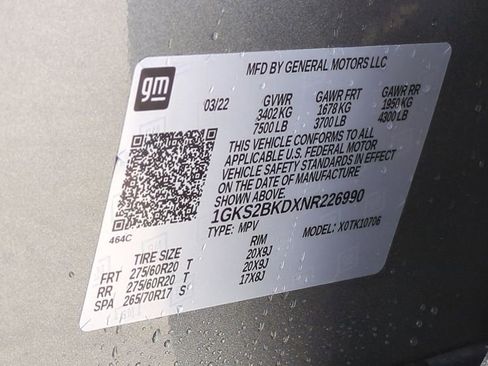 gm
MFD BY GENERAL MOTORS LLC
03/22 GVWR GAWR FRT GAWR RR
3402 KG 1678 KG 1950 KG
7500 LB 3700 LB 4300 LB
THIS VEHICLE CONFORMS TO ALL
APPLICABLE U.S. FEDERAL MOTOR
VEHICLE SAFETY STANDARDS IN EFFECT
ON THE DATE OF MANUFACTURE
SHOWN ABOVE.
1GKS2BKDXNR226990
464C TYPE: MPV MODEL: X0TK10706
TIRE SIZE RIM
FRT 275/60R20 T 20X9J
RR 275/60R20 T 20X9J
SPA 265/70R17 S 17X8J